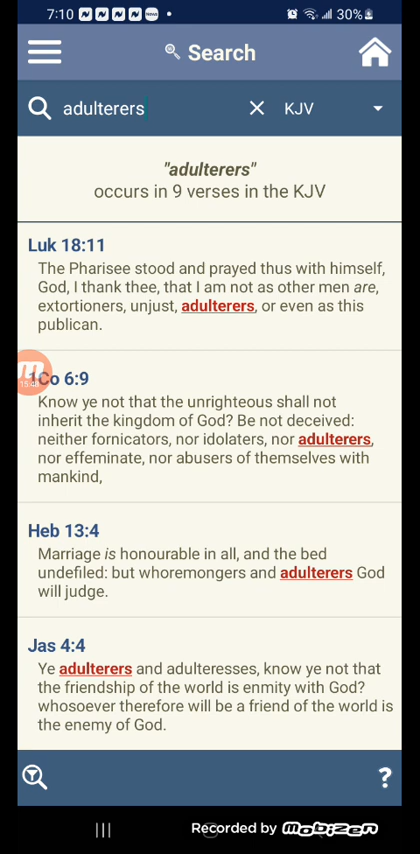 7:10 30%
Search
adulterers KJV
"adulterers"
occurs in 9 verses in the KJV
Luk 18:11
The Pharisee stood and prayed thus with himself,
God, I thank thee, that I am not as other men are,
extortioners, unjust, adulterers, or even as this
publican.
1Co 6:9
Know ye not that the unrighteous shall not
inherit the kingdom of God? Be not deceived:
neither fornicators, nor idolaters, nor adulterers,
nor effeminate, nor abusers of themselves with
mankind,
Heb 13:4
Marriage is honourable in all, and the bed
undefiled: but whoremongers and adulterers God
will judge.
Jas 4:4
Ye adulterers and adulteresses, know ye not that
the friendship of the world is enmity with God?
whosoever therefore will be a friend of the world is
the enemy of God.
?
Recorded by mobizen